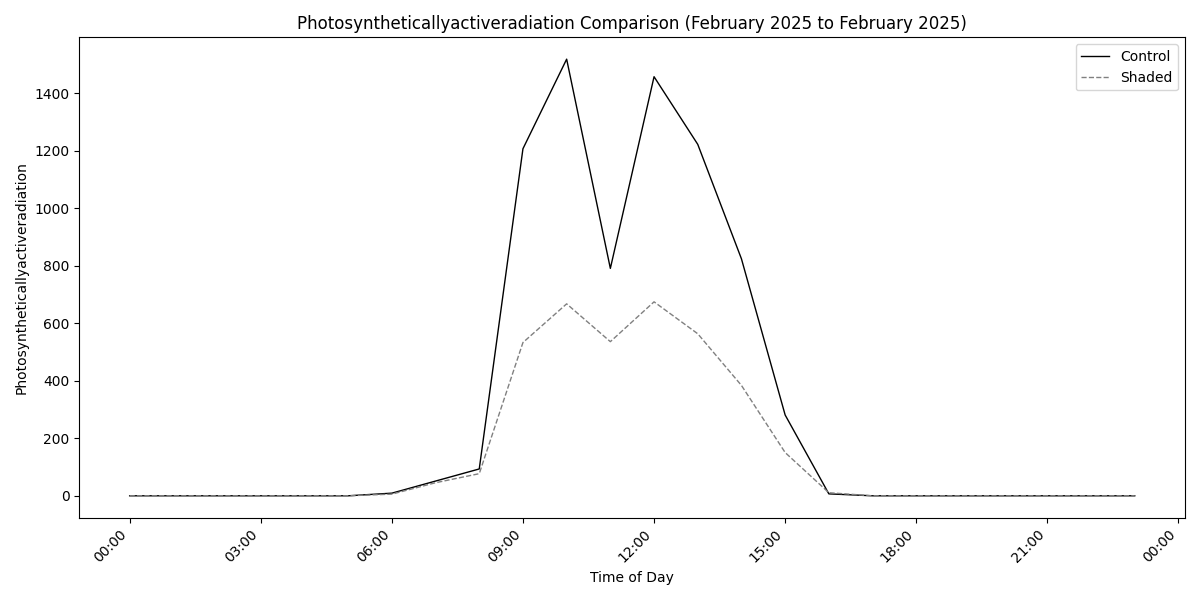 Photosyntheticallyactiveradiation Comparison (February 2025 to February 2025)
Control
Shaded
Photosyntheticallyactiveradiation
1400
1200
1000
800
600
400
200
0
00:00 03:00 06:00 09:00 12:00 15:00 18:00 21:00 00:00
Time of Day